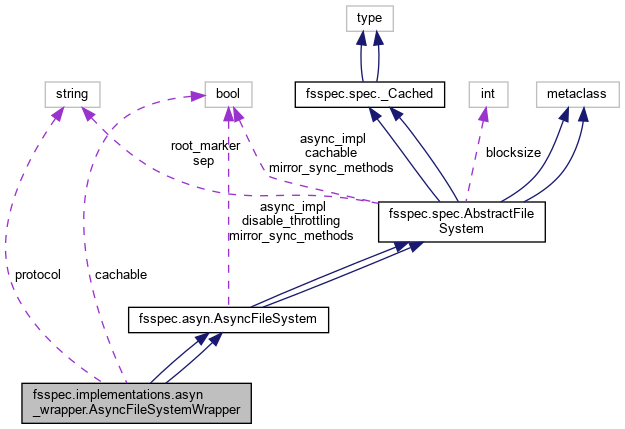 type
string
bool
fsspec.spec._Cached
int
metaclass
root_marker
sep
async_impl
cachable
mirror_sync_methods
blocksize
fsspec.spec.AbstractFile
System
async_impl
disable_throttling
mirror_sync_methods
protocol
cachable
fsspec.asyn.AsyncFileSystem
fsspec.implementations.asyn
_wrapper.AsyncFileSystemWrapper